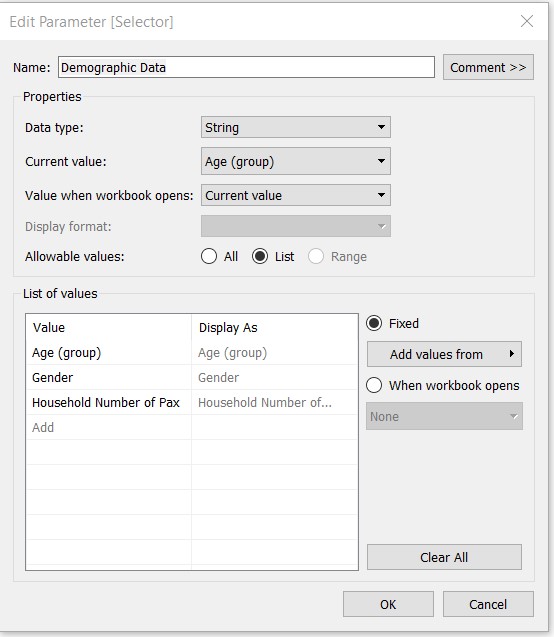 Edit Parameter [Selector]
Name: Demographic Data Comment >>
Properties
Data type: String
Current value: Age (group)
Value when workbook opens: Current value
Display format:
Allowable values: All List Range
List of values
Value Display As
Age (group) Age (group)
Gender Gender
Household Number of Pax Household Number of...
Add
Fixed
Add values from
When workbook opens
None
Clear All
OK Cancel